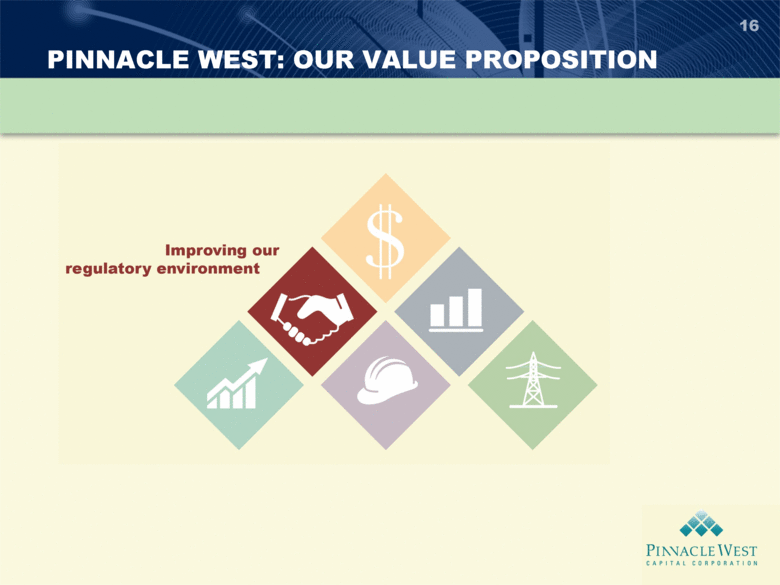 16
PINNACLE WEST: OUR VALUE PROPOSITION
$
Improving our
regulatory environment
PINNACLE WEST
CAPITAL CORPORATION